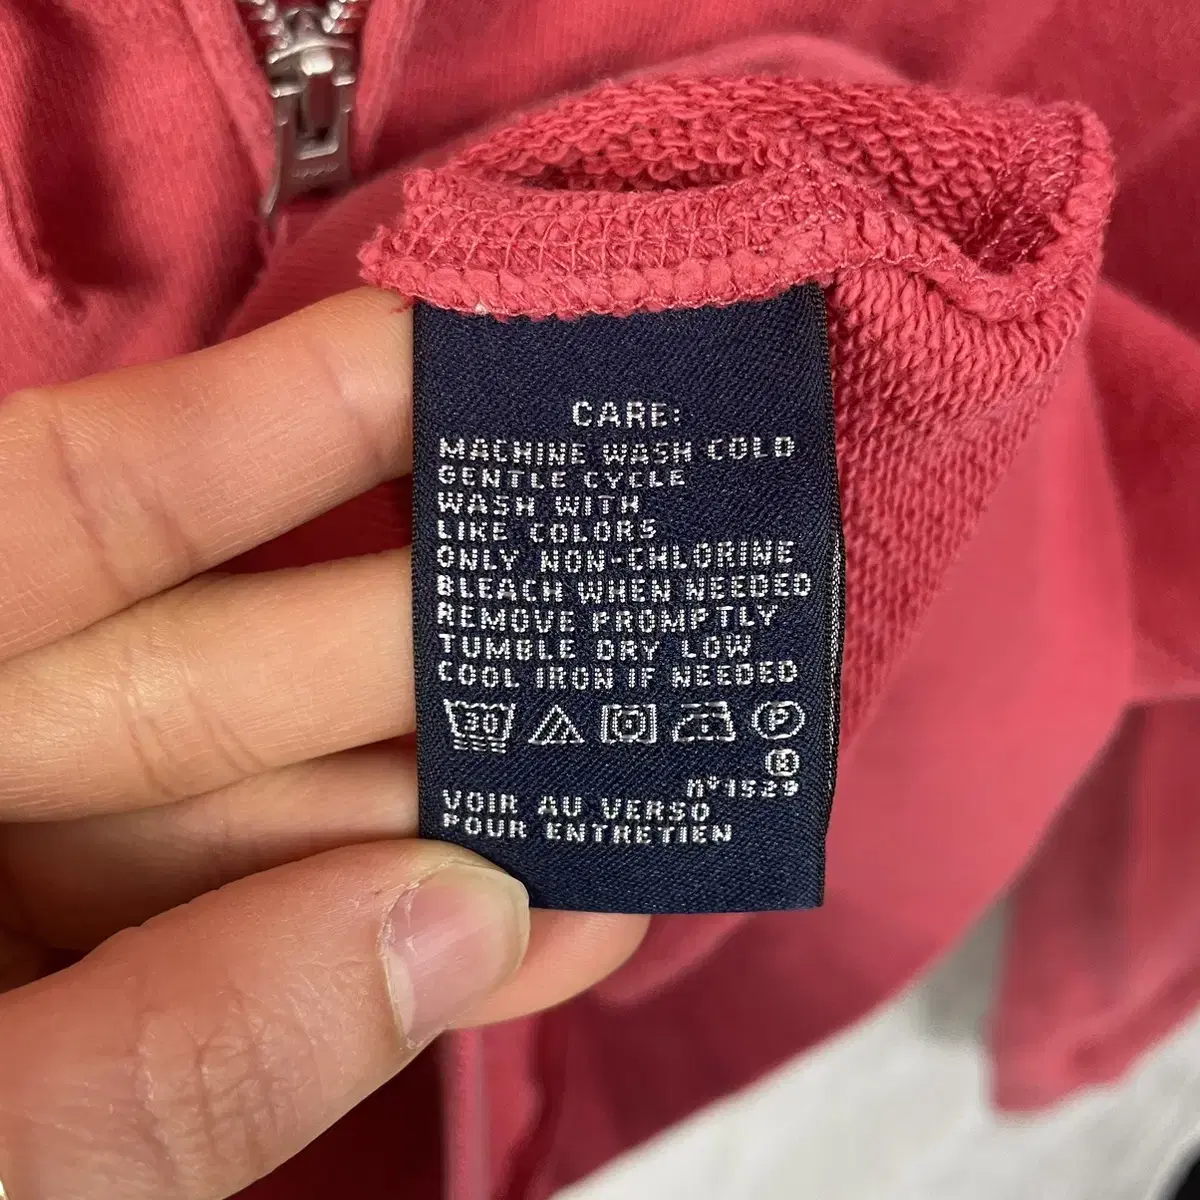 CARE:
MACHINE WASH COLD
GENTLE CYCLE
WASH WITH
LIKE COLORS
ONLY NON-CHLORINE
BLEACH WHEN NEEDED
REMOVE PROMPTLY
TUMBLE DRY LOW
COOL IRON IF NEEDED
30 P
R
n°1529
VOIR AU VERSO
POUR ENTRETIEN